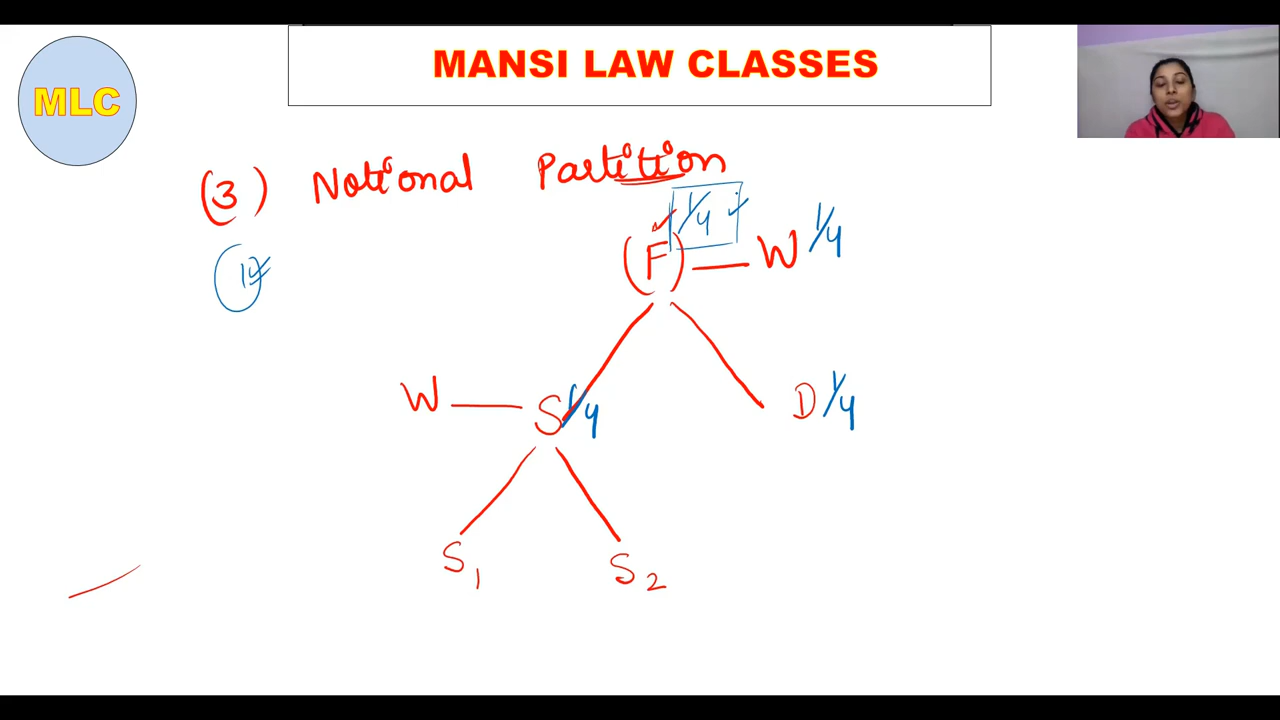 MANSI LAW CLASSES
MLC
(3) Notional Partition
(F) 1/4 W 1/4
W S 1/4 D 1/4
S1 S2